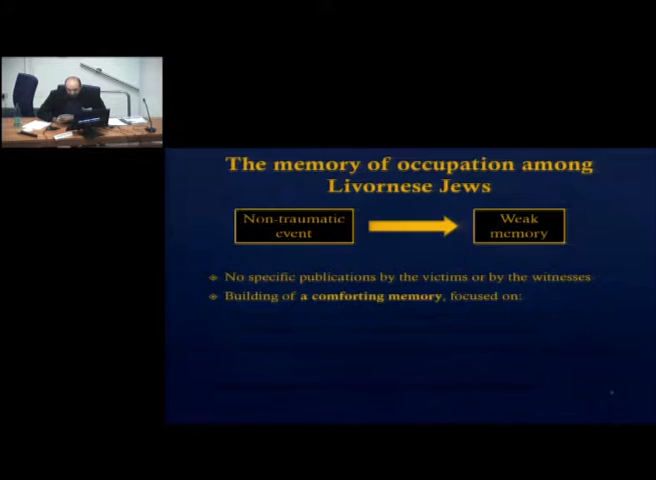 The memory of occupation among
Livornese Jews
Non-traumatic
event
Weak
memory
No specific publications by the victims or by the witnesses
Building of a comforting memory, focused on: